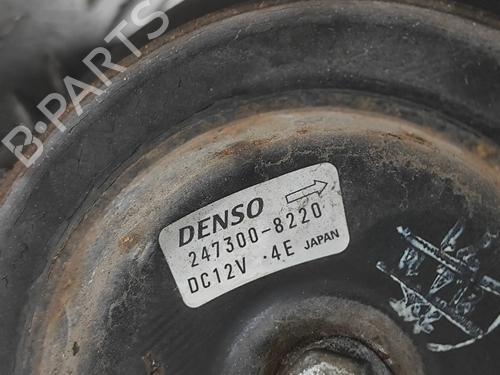 B-PARTS
DENSO
247300-8220
DC12V ·4E JAPAN